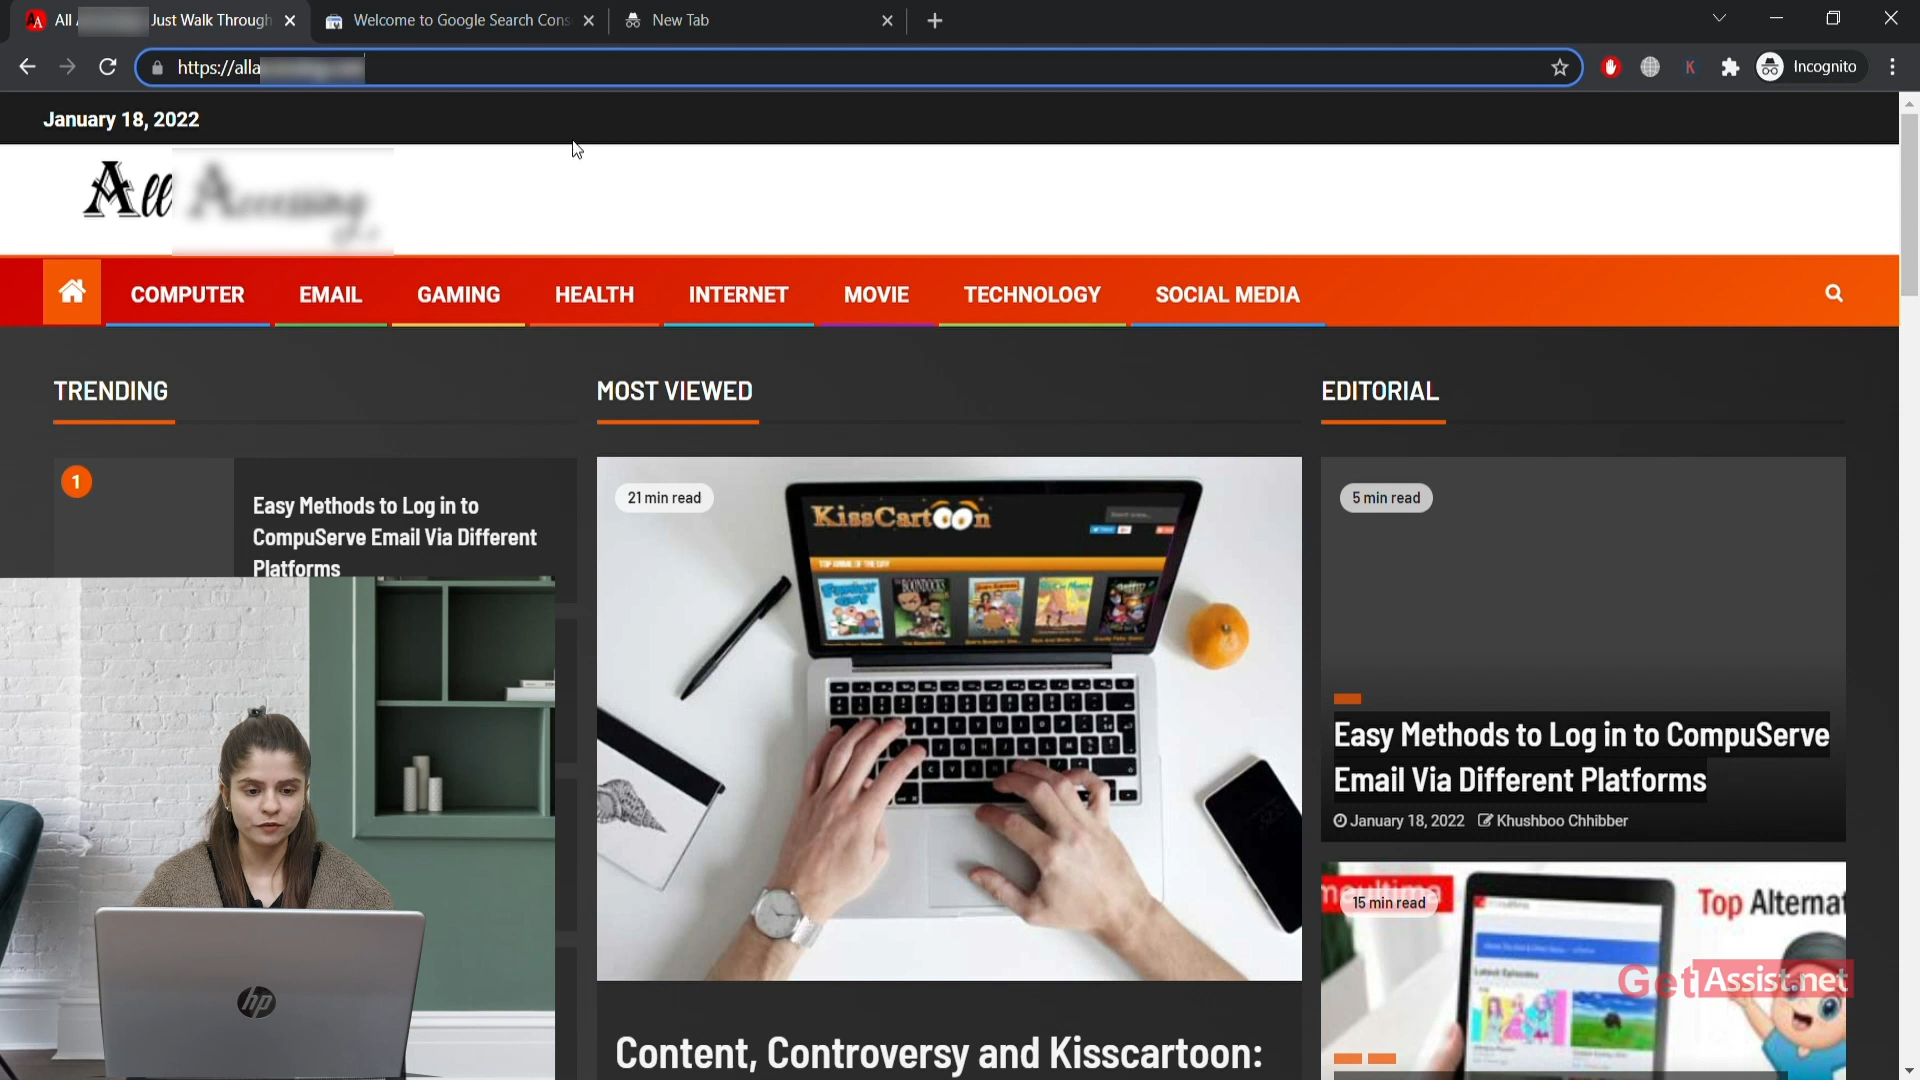 All
Just Walk Through
Welcome to Google Search Cons
New Tab
https://alla
Incognito
January 18, 2022
All
COMPUTER
EMAIL
GAMING
HEALTH
INTERNET
MOVIE
TECHNOLOGY
SOCIAL MEDIA
TRENDING
MOST VIEWED
EDITORIAL
1
Easy Methods to Log in to
CompuServe Email Via Different
Platforms
21 min read
KissCartoon
5 min read
Easy Methods to Log in to CompuServe
Email Via Different Platforms
January 18, 2022 Khushboo Chhibber
15 min read
Top Alternat
GetAssist.net
hp
Content, Controversy and Kisscartoon: